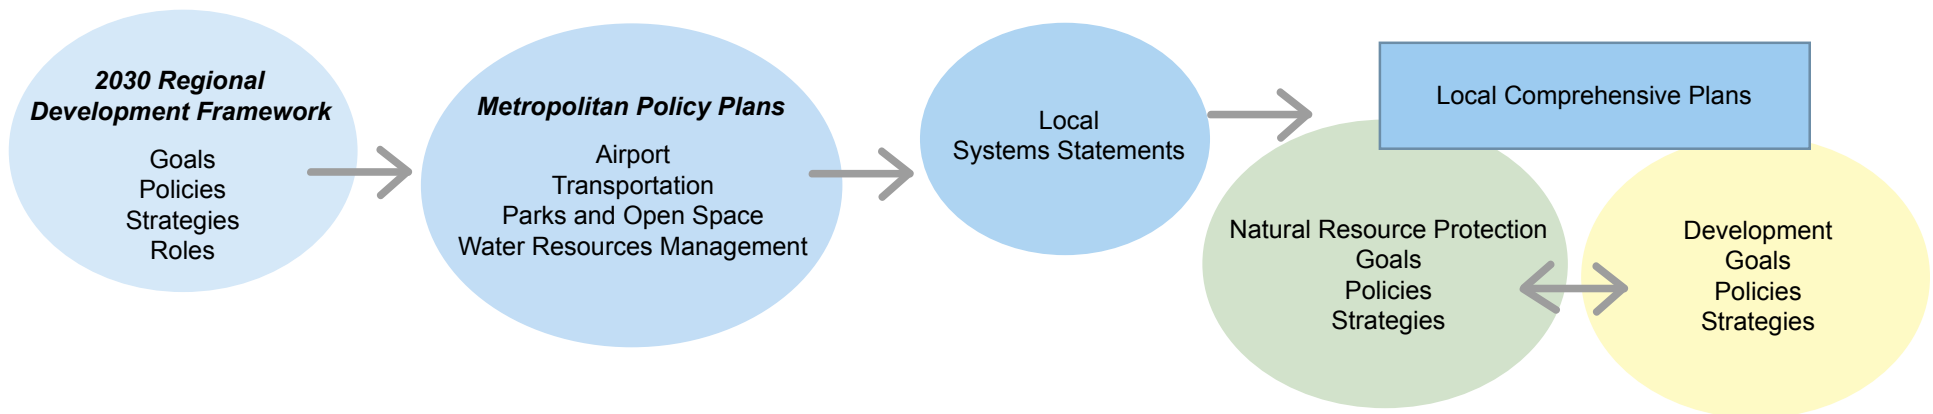 2030 Regional
Development Framework
Goals
Policies
Strategies
Roles
Metropolitan Policy Plans
Airport
Transportation
Parks and Open Space
Water Resources Management
Local
Systems Statements
Local Comprehensive Plans
Natural Resource Protection
Goals
Policies
Strategies
Development
Goals
Policies
Strategies